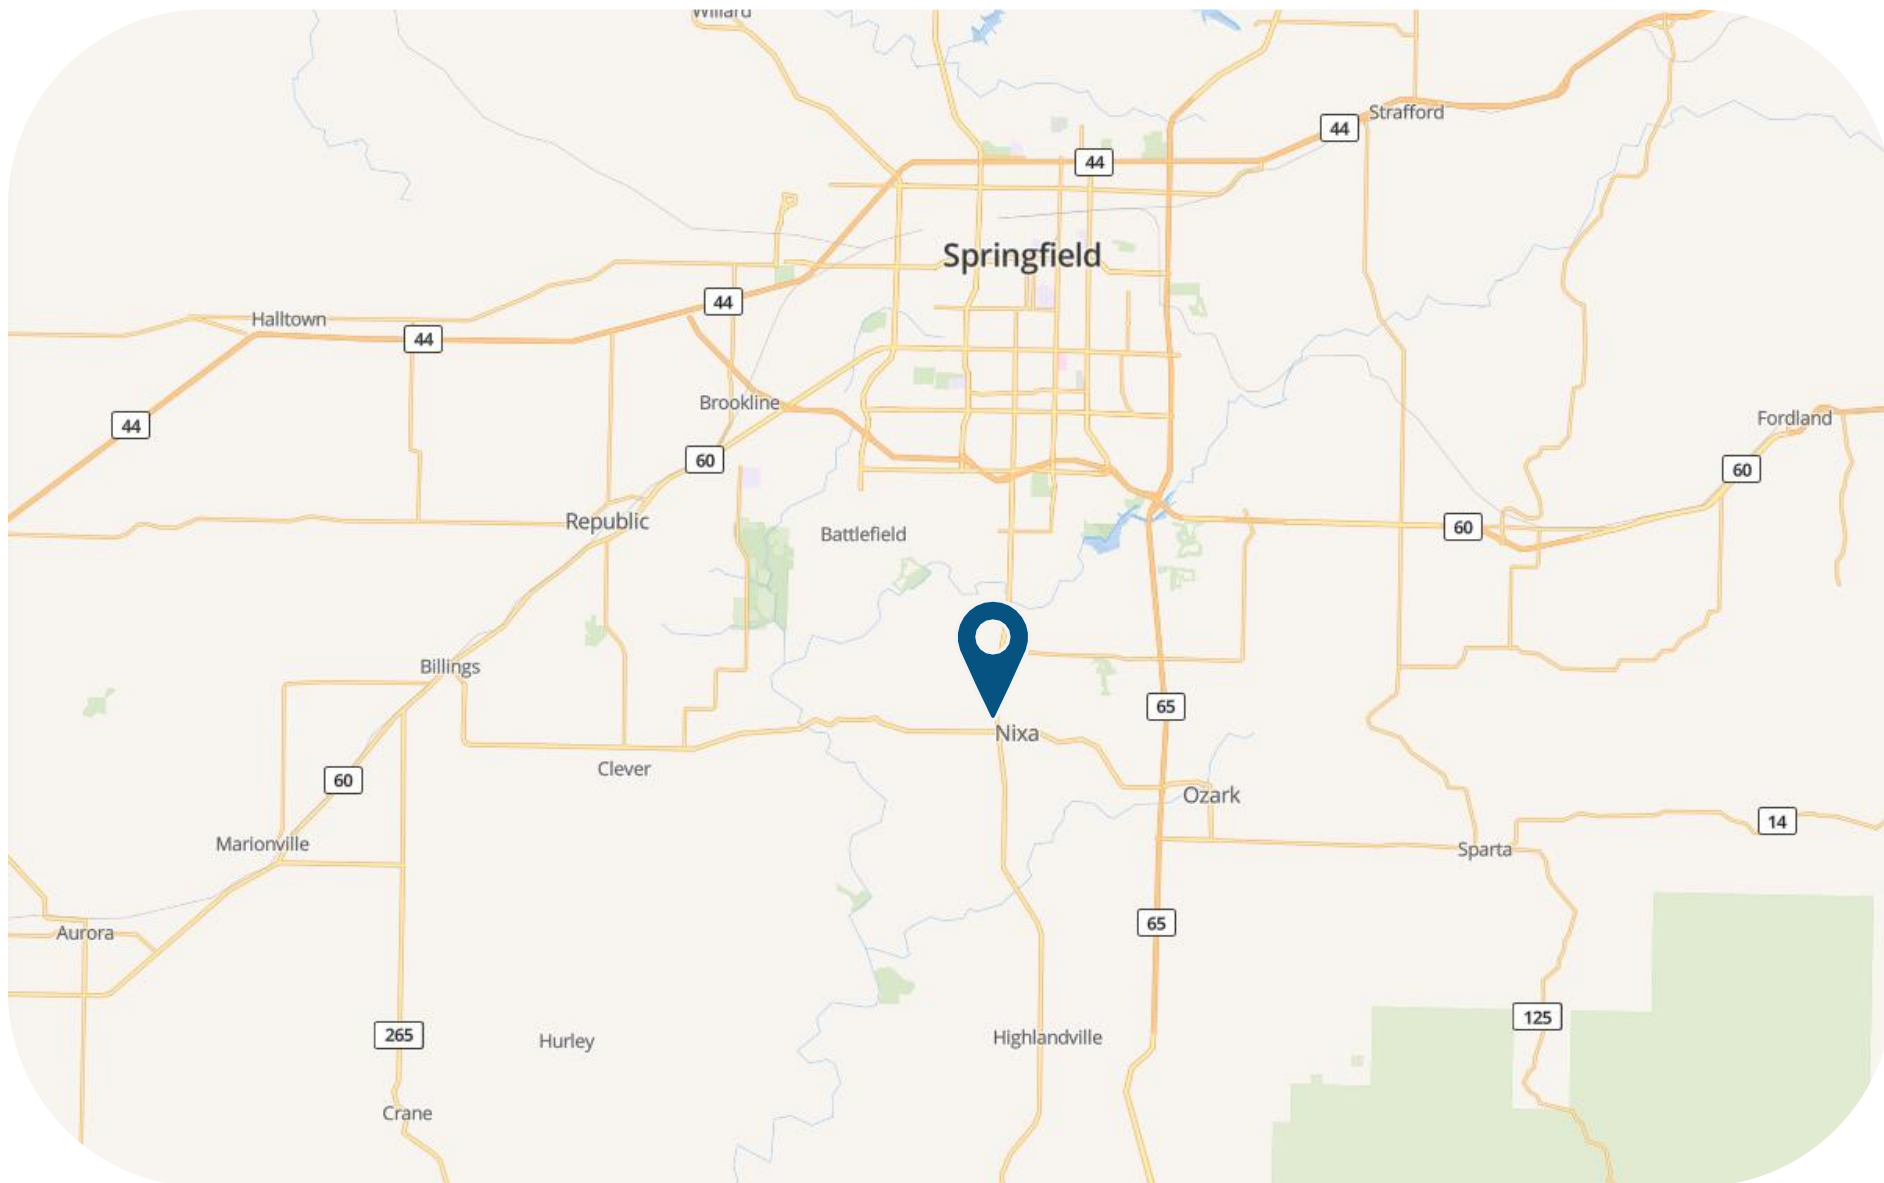 Willard
Strafford
44
44
Springfield
44
Halltown
44
Brookline
44
Fordland
60
60
Republic
60
Battlefield
Billings
65
Nixa
Clever
60
Ozark
14
Marionville
Sparta
65
Aurora
125
265
Highlandville
Hurley
Crane